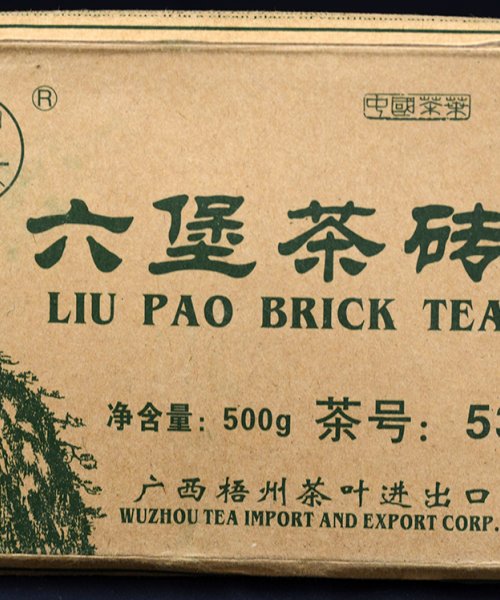 ®
中國茶葉
六堡茶砖
LIU PAO BRICK TEA
净含量：500g 茶号：53
广西梧州茶叶进出口
WUZHOU TEA IMPORT AND EXPORT CORP.